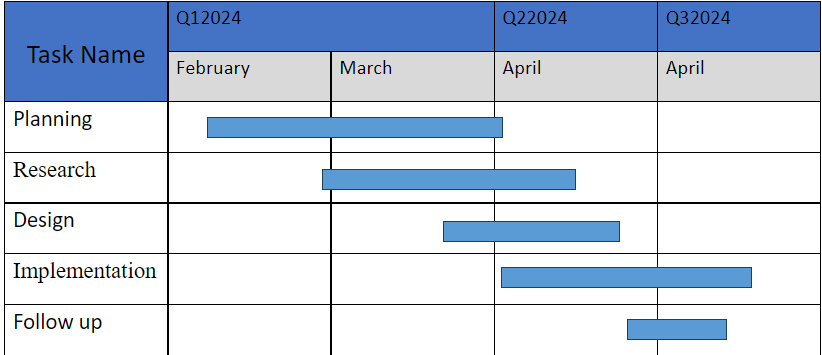 Task Name
Q12024
Q22024
Q32024
February
March
April
April
Planning
Research
Design
Implementation
Follow up